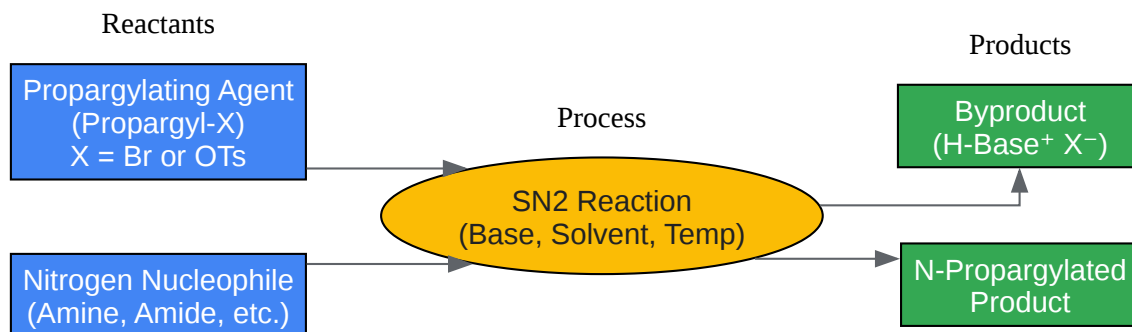 Reactants
Propargylating Agent
(Propargyl-X)
X = Br or OTs
Nitrogen Nucleophile
(Amine, Amide, etc.)
Process
SN2 Reaction
(Base, Solvent, Temp)
Products
Byproduct
(H-Base⁺ X⁻)
N-Propargylated
Product